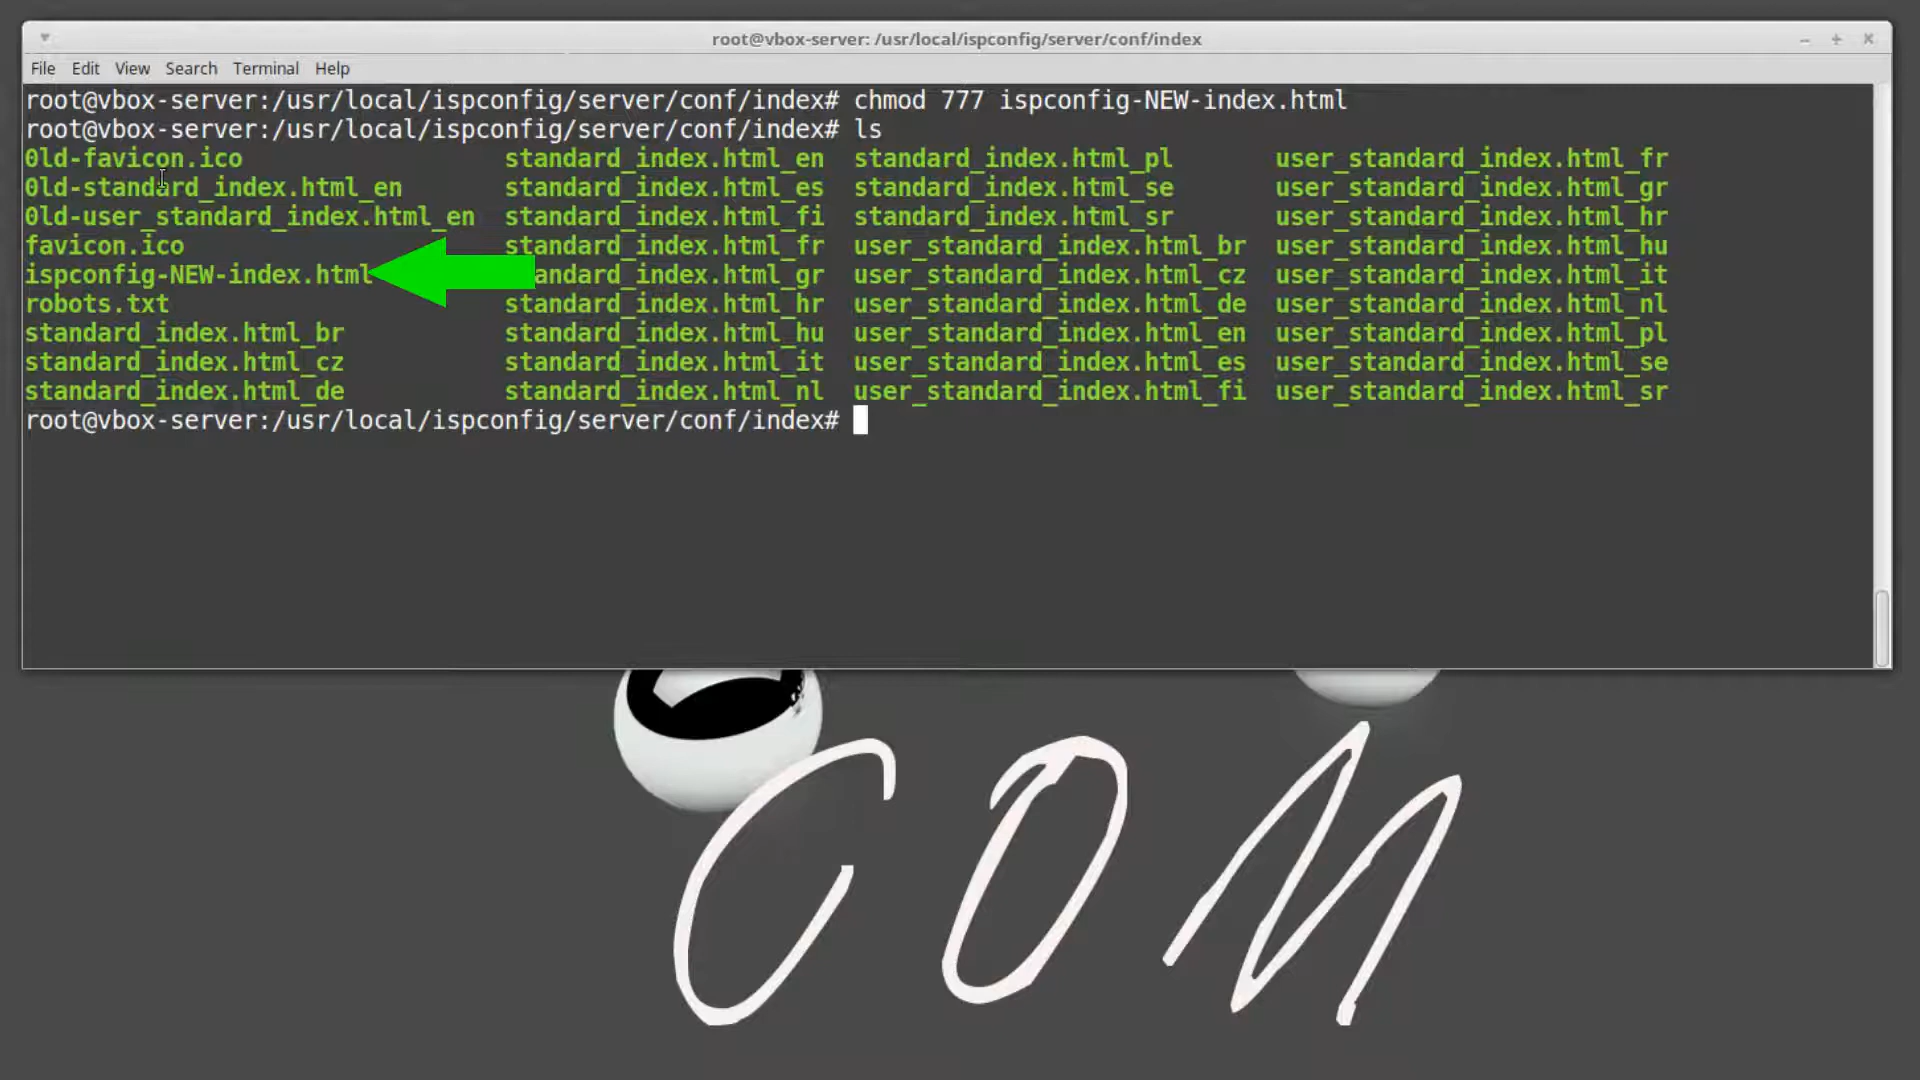 root@vbox-server: /usr/local/ispconfig/server/conf/index
File Edit View Search Terminal Help
root@vbox-server:/usr/local/ispconfig/server/conf/index# chmod 777 ispconfig-NEW-index.html
root@vbox-server:/usr/local/ispconfig/server/conf/index# ls
0ld-favicon.ico standard_index.html_en standard_index.html_pl user_standard_index.html_fr
0ld-standard_index.html_en standard_index.html_es standard_index.html_se user_standard_index.html_gr
0ld-user_standard_index.html_en standard_index.html_fi standard_index.html_sr user_standard_index.html_hr
favicon.ico standard_index.html_fr user_standard_index.html_br user_standard_index.html_hu
ispconfig-NEW-index.html andard_index.html_gr user_standard_index.html_cz user_standard_index.html_it
robots.txt standard_index.html_hr user_standard_index.html_de user_standard_index.html_nl
standard_index.html_br standard_index.html_hu user_standard_index.html_en user_standard_index.html_pl
standard_index.html_cz standard_index.html_it user_standard_index.html_es user_standard_index.html_se
standard_index.html_de standard_index.html_nl user_standard_index.html_fi user_standard_index.html_sr
root@vbox-server:/usr/local/ispconfig/server/conf/index#
COM